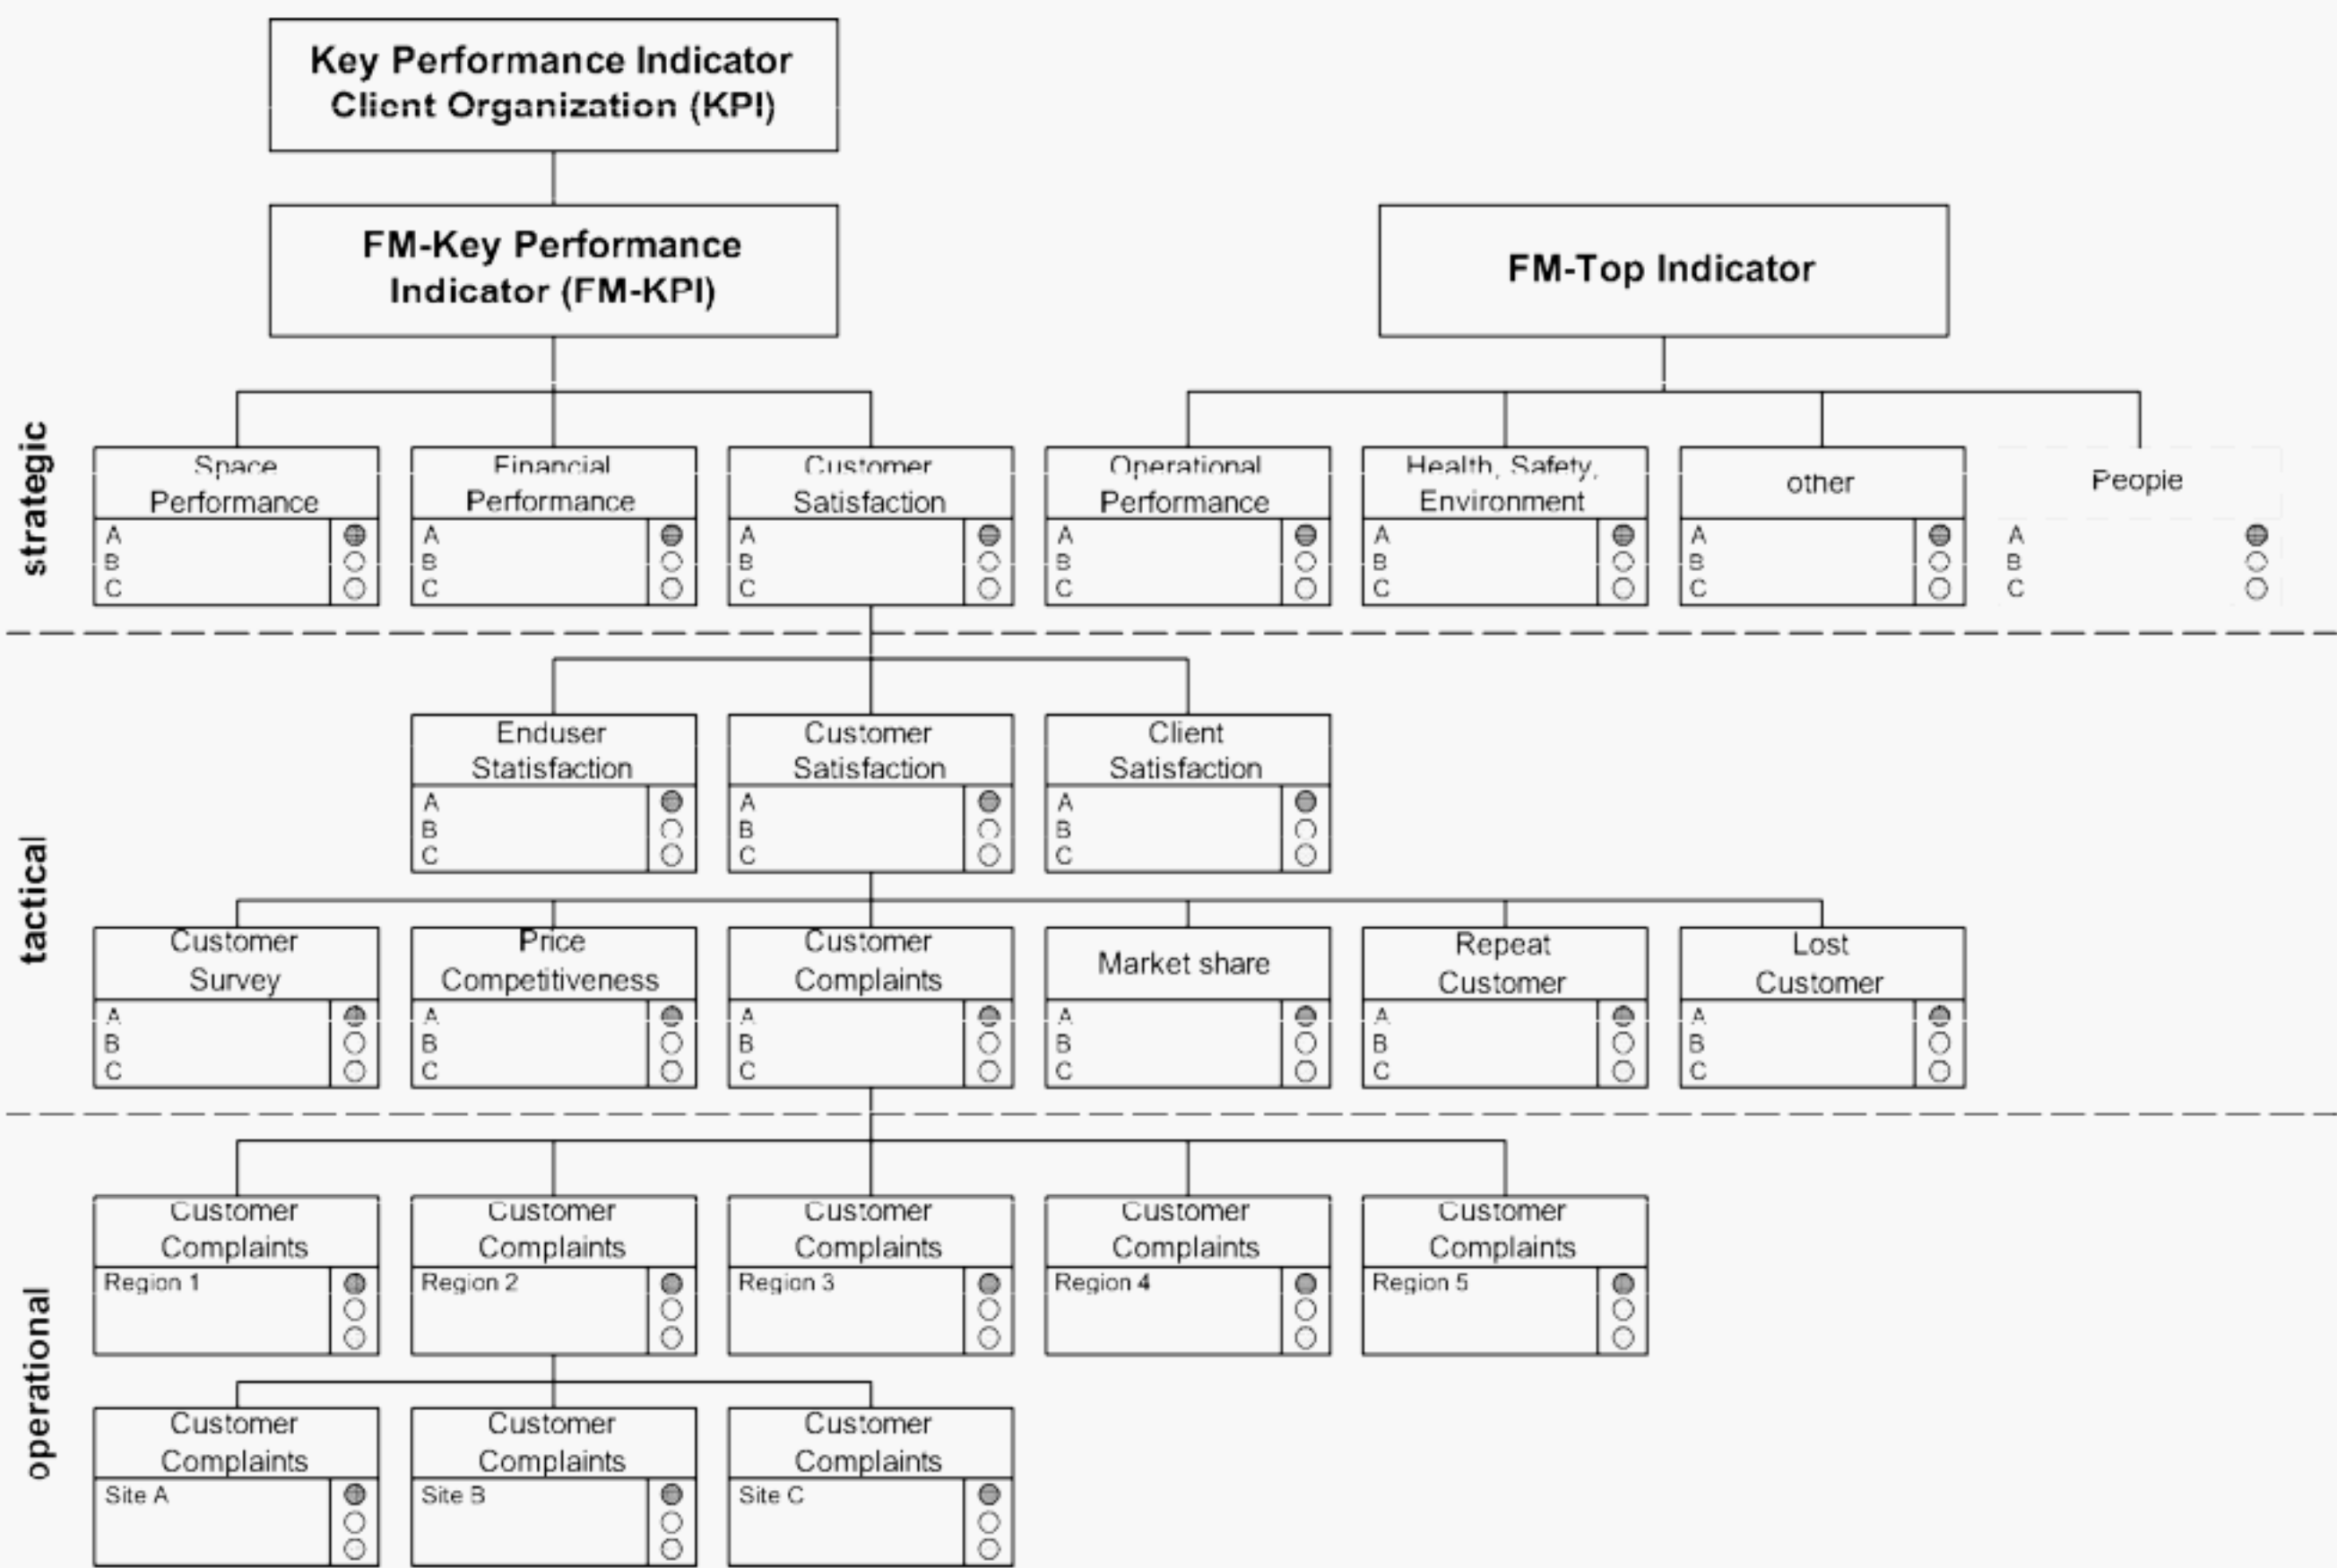 Key Performance Indicator
Client Organization (KPI)
FM-Key Performance
Indicator (FM-KPI)
FM-Top Indicator
strategic
Space
Performance
A
B
C
Financial
Performance
A
B
C
Customer
Satisfaction
A
B
C
Operational
Performance
A
B
C
Health, Safety,
Environment
A
B
C
other
A
B
C
People
A
B
C
tactical
Enduser
Statisfaction
A
B
C
Customer
Satisfaction
A
B
C
Client
Satisfaction
A
B
C
Customer
Survey
A
B
C
Price
Competitiveness
A
B
C
Customer
Complaints
A
B
C
Market share
A
B
C
Repeat
Customer
A
B
C
Lost
Customer
A
B
C
operational
Customer
Complaints
Region 1
Customer
Complaints
Region 2
Customer
Complaints
Region 3
Customer
Complaints
Region 4
Customer
Complaints
Region 5
Customer
Complaints
Site A
Customer
Complaints
Site B
Customer
Complaints
Site C